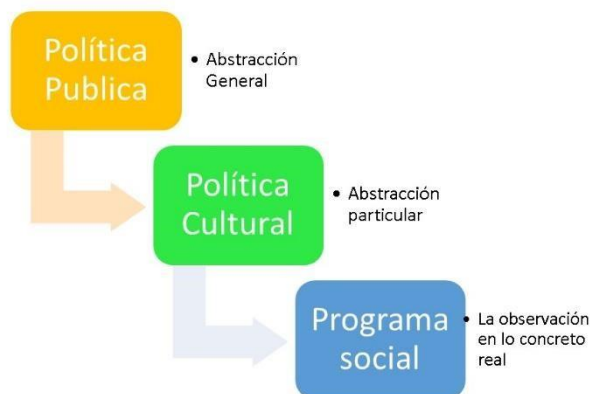 Política
Publica
• Abstracción
General
Política
Cultural
• Abstracción
particular
Programa
social
• La observación
en lo concreto
real